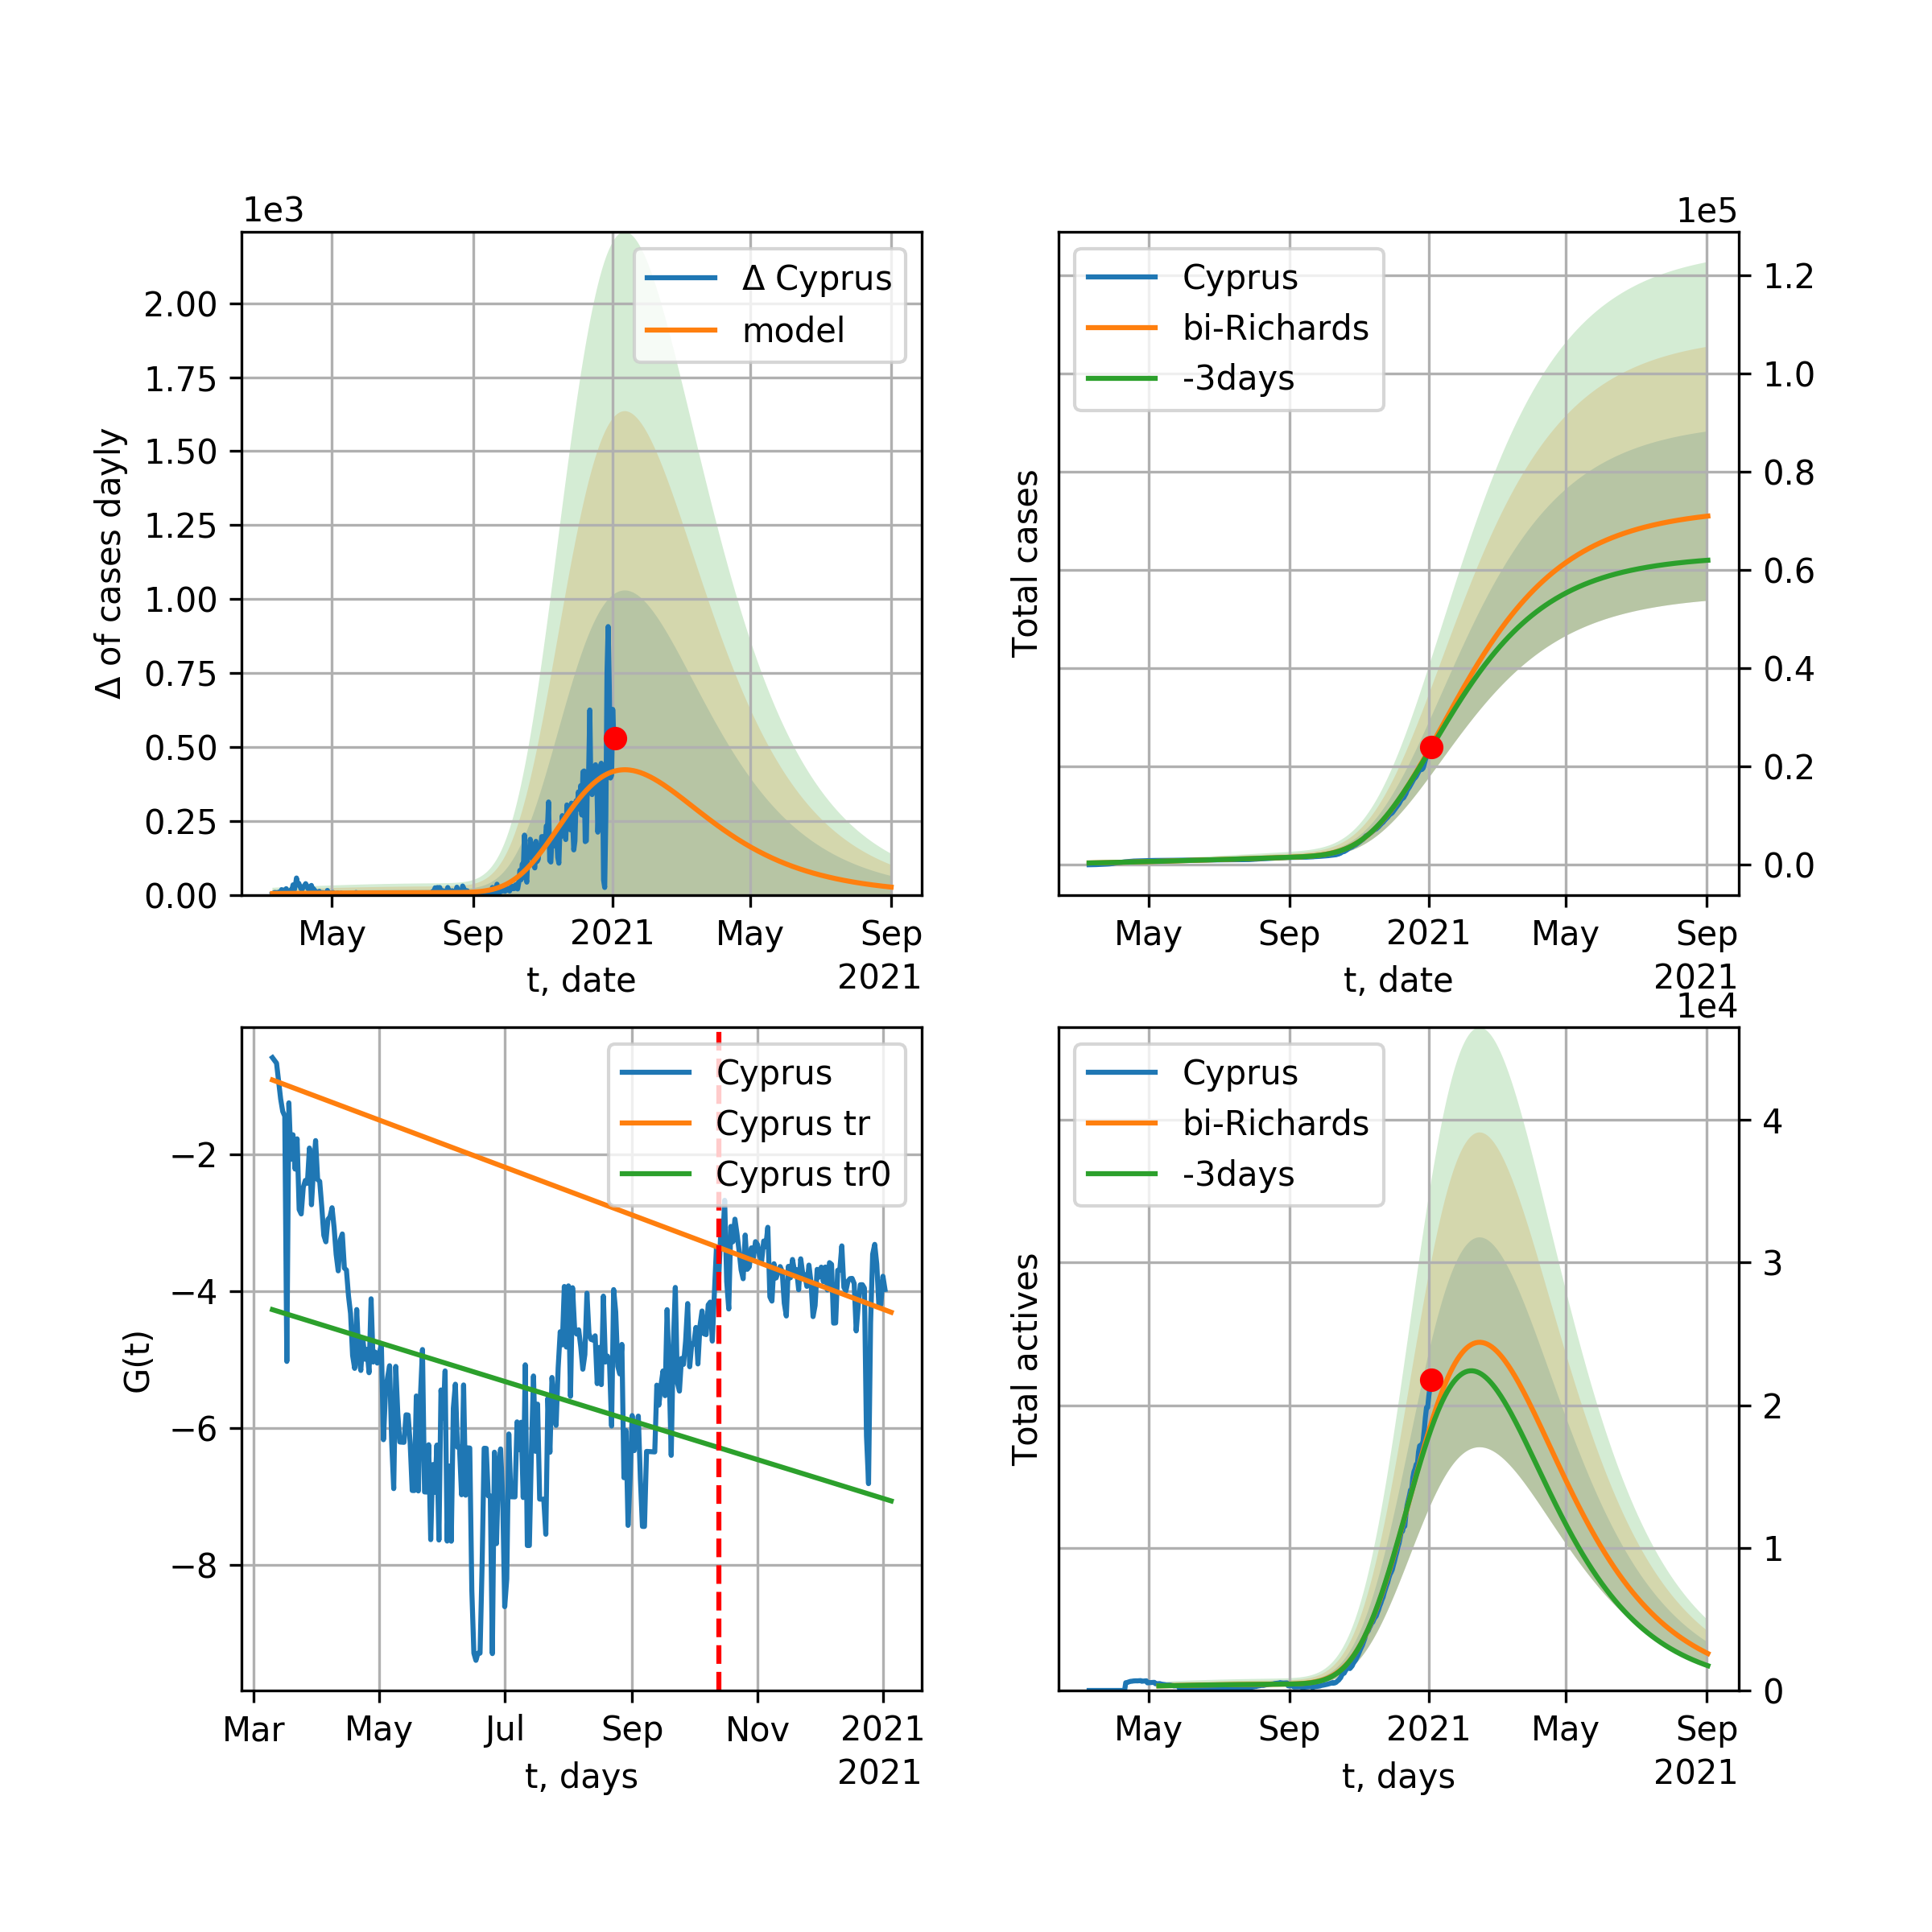 1e3
Δ of cases dayly
2.00
1.75
1.50
1.25
1.00
0.75
0.50
0.25
0.00
Δ Cyprus
model
May Sep 2021 May Sep
t, date 2021
1e5
Total cases
Cyprus
bi-Richards
-3days
1.2
1.0
0.8
0.6
0.4
0.2
0.0
May Sep 2021 May Sep
t, date 2021
G(t)
−2
−4
−6
−8
Cyprus
Cyprus tr
Cyprus tr0
Mar May Jul Sep Nov 2021
t, days 2021
1e4
Total actives
Cyprus
bi-Richards
-3days
4
3
2
1
0
May Sep 2021 May Sep
t, days 2021